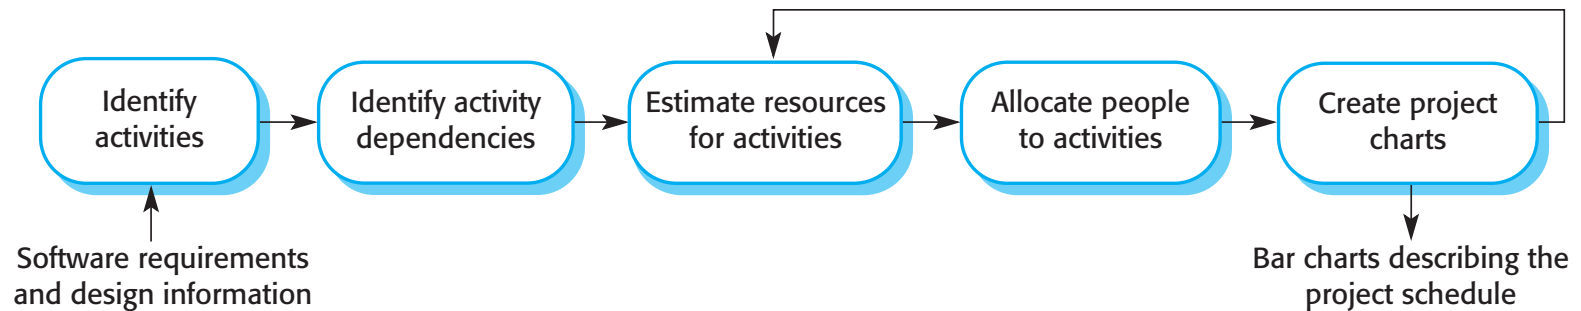 Identify
activities
Identify activity
dependencies
Estimate resources
for activities
Allocate people
to activities
Create project
charts
Software requirements
and design information
Bar charts describing the
project schedule